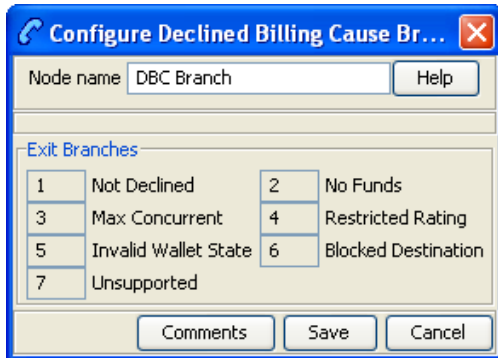 Configure Declined Billing Cause Br...
Node name DBC Branch Help
Exit Branches
1 Not Declined 2 No Funds
3 Max Concurrent 4 Restricted Rating
5 Invalid Wallet State 6 Blocked Destination
7 Unsupported
Comments Save Cancel